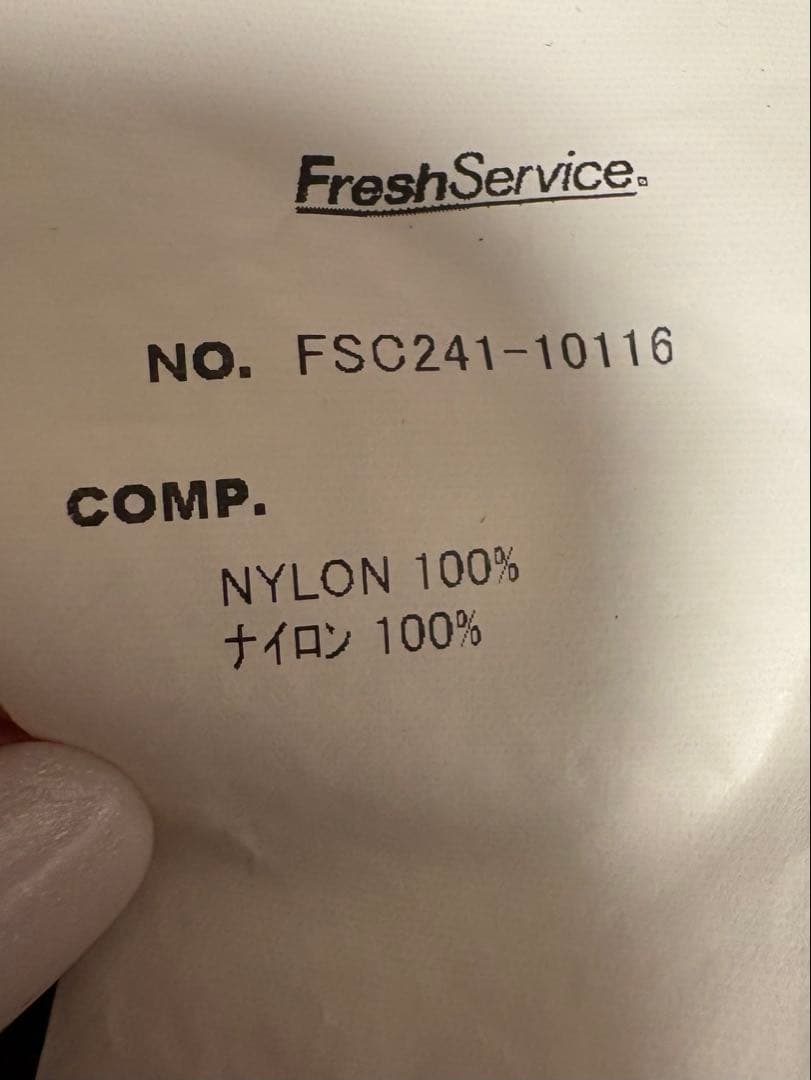 FreshService.
NO. FSC241-10116
COMP.
NYLON 100%
ナイロン 100%